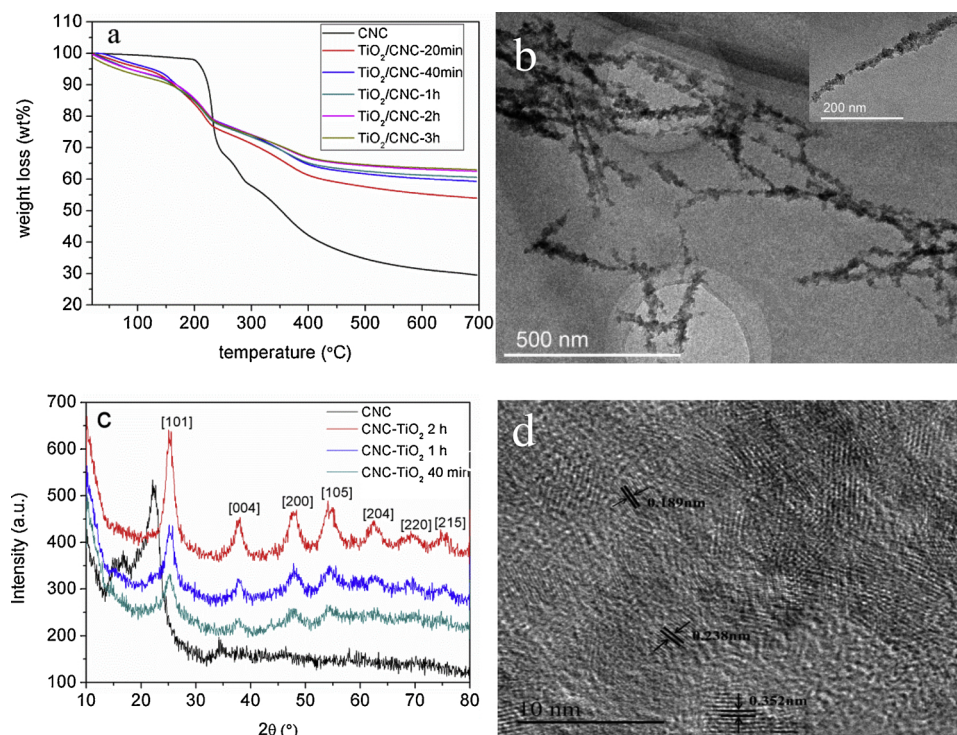 a
100
90
80
70
60
50
40
30
20
weight loss (wt%)
100 200 300 400 500 600 700
temperature (°C)
CNC
TiO₂/CNC-20min
TiO₂/CNC-40min
TiO₂/CNC-1h
TiO₂/CNC-2h
TiO₂/CNC-3h
b
200 nm
500 nm
c
700
600
500
400
300
200
100
Intensity (a.u.)
10 20 30 40 50 60 70 80
2θ (°)
CNC
CNC-TiO₂ 2 h
CNC-TiO₂ 1 h
CNC-TiO₂ 40 min
[101]
[004]
[200]
[105]
[204]
[220]
[215]
d
0.189nm
0.238nm
0.352nm
10 nm